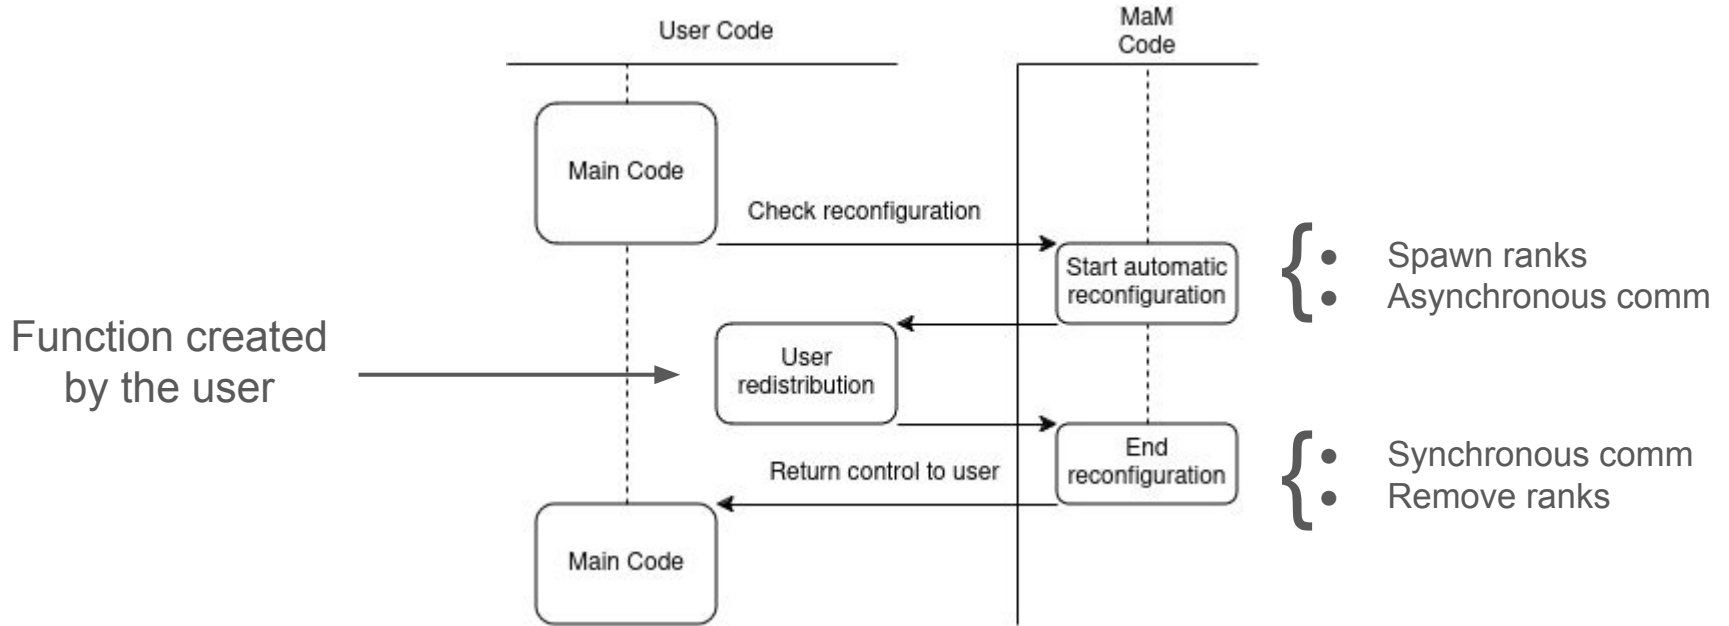 User Code
MaM
Code
Main Code
Check reconfiguration
Start automatic
reconfiguration
• Spawn ranks
• Asynchronous comm
Function created
by the user
User
redistribution
End
reconfiguration
• Synchronous comm
• Remove ranks
Return control to user
Main Code